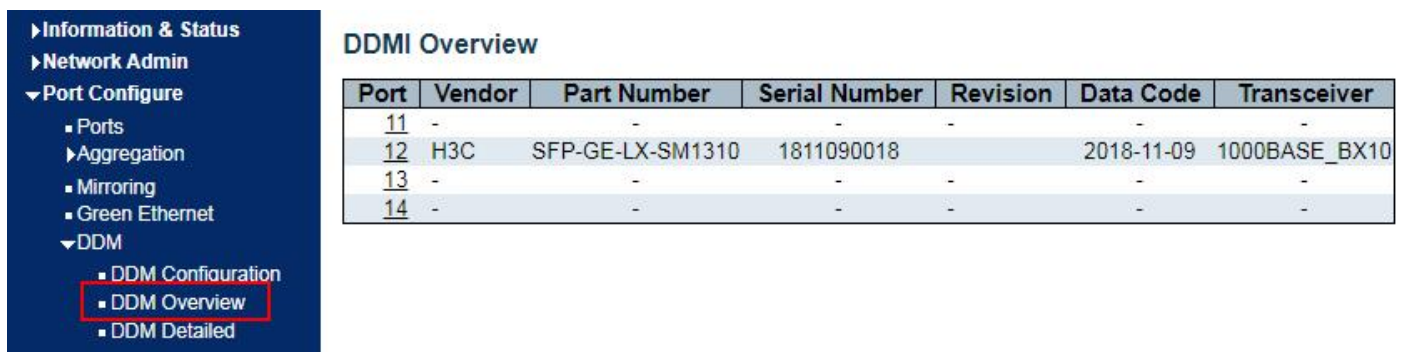 Information & Status
Network Admin
Port Configure
Ports
Aggregation
Mirroring
Green Ethernet
DDM
DDM Configuration
DDM Overview
DDM Detailed
DDMI Overview
Port Vendor Part Number Serial Number Revision Data Code Transceiver
11 - - - - - -
12 H3C SFP-GE-LX-SM1310 1811090018 2018-11-09 1000BASE_BX10
13 - - - - - -
14 - - - - - -